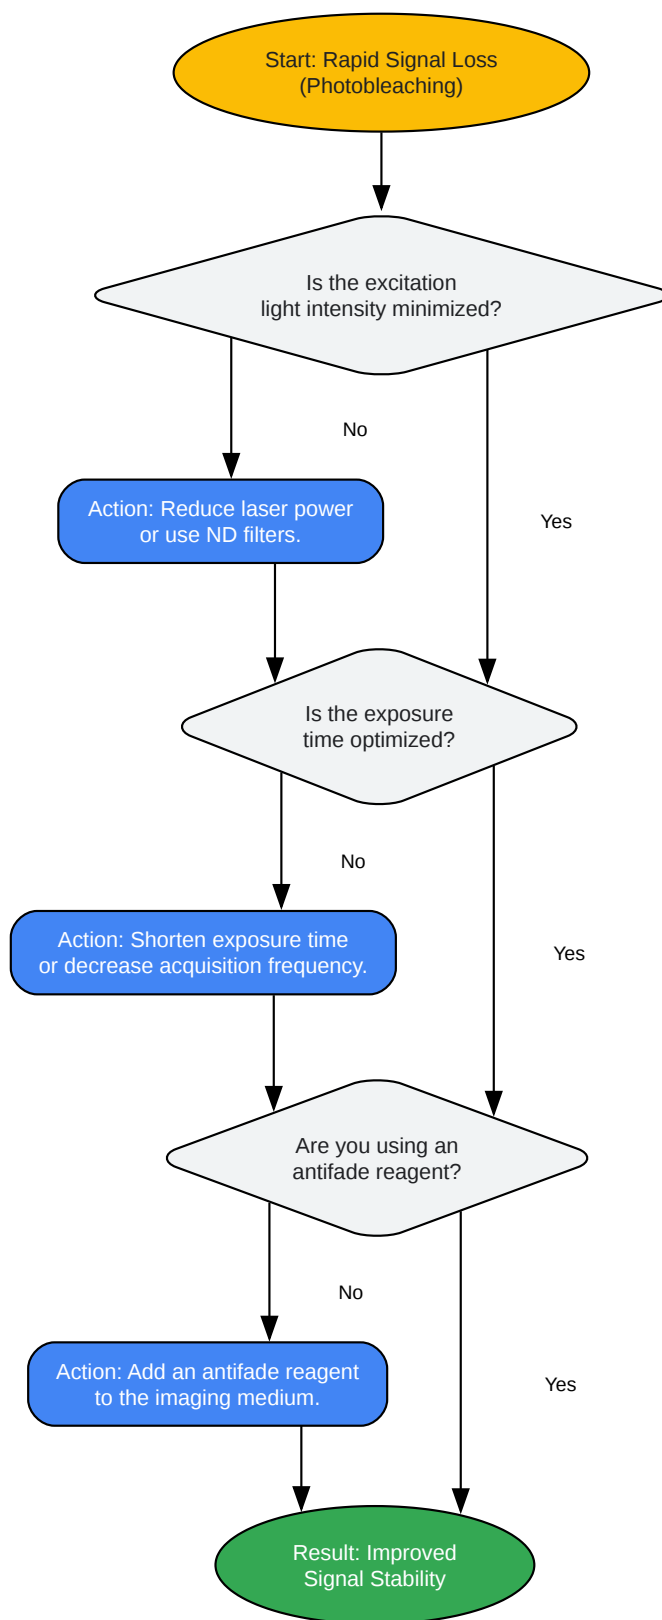 Start: Rapid Signal Loss
(Photobleaching)
Is the excitation
light intensity minimized?
No
Action: Reduce laser power
or use ND filters.
Yes
Is the exposure
time optimized?
No
Action: Shorten exposure time
or decrease acquisition frequency.
Yes
Are you using an
antifade reagent?
No
Action: Add an antifade reagent
to the imaging medium.
Yes
Result: Improved
Signal Stability